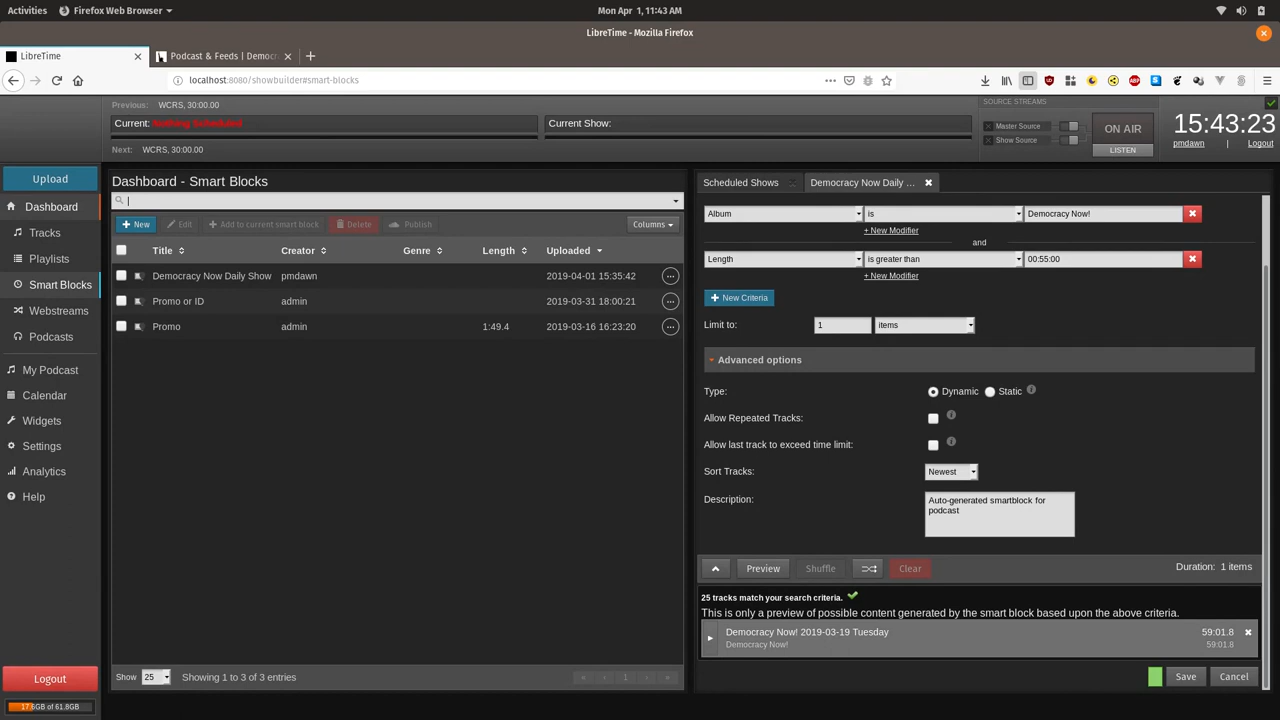 Activities
Firefox Web Browser
Mon Apr 1, 11:43 AM
LibreTime - Mozilla Firefox
LibreTime
Podcast & Feeds | Democ
localhost:8080/showbuilder#smart-blocks
Previous: WCRS, 30:00.00
Current: Nothing Scheduled
Next: WCRS, 30:00.00
Current Show:
SOURCE STREAMS
Master Source
Show Source
ON AIR
LISTEN
15:43:23
pmdawn | Logout
Upload
Dashboard
Tracks
Playlists
Smart Blocks
Webstreams
Podcasts
My Podcast
Calendar
Widgets
Settings
Analytics
Help
Logout
17.6GB of 61.8GB
Dashboard - Smart Blocks
New Edit Add to current smart block Delete Publish Columns
Title Creator Genre Length Uploaded
Democracy Now Daily Show pmdawn 2019-04-01 15:35:42
Promo or ID admin 2019-03-31 18:00:21
Promo admin 1:49.4 2019-03-16 16:23:20
Show 25 Showing 1 to 3 of 3 entries « ‹ 1 › »
Scheduled Shows
Democracy Now Daily ...
Album is Democracy Now!
+ New Modifier
and
Length is greater than 00:55:00
+ New Modifier
New Criteria
Limit to: 1 items
Advanced options
Type: Dynamic Static
Allow Repeated Tracks:
Allow last track to exceed time limit:
Sort Tracks: Newest
Description: Auto-generated smartblock for
podcast
Preview Shuffle Clear Duration: 1 items
25 tracks match your search criteria.
This is only a preview of possible content generated by the smart block based upon the above criteria.
Democracy Now! 2019-03-19 Tuesday 59:01.8
Democracy Now! 59:01.8
Save Cancel